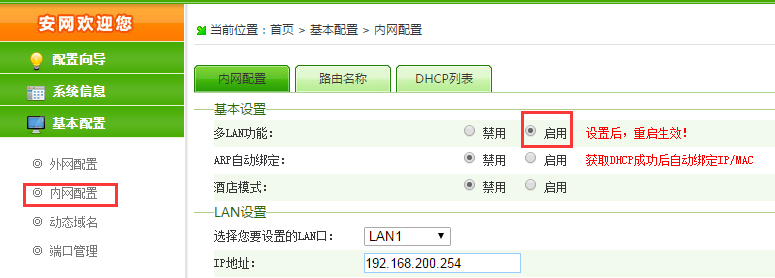 安网欢迎您
当前位置：首页 > 基本配置 > 内网配置
配置向导
系统信息
基本配置
外网配置
内网配置
动态域名
端口管理
内网配置 路由名称 DHCP列表
基本设置
多LAN功能: 禁用 启用 设置后，重启生效!
ARP自动绑定: 禁用 启用 获取DHCP成功后自动绑定IP/MAC
酒店模式: 禁用 启用
LAN设置
选择您要设置的LAN口: LAN1
IP地址: 192.168.200.254